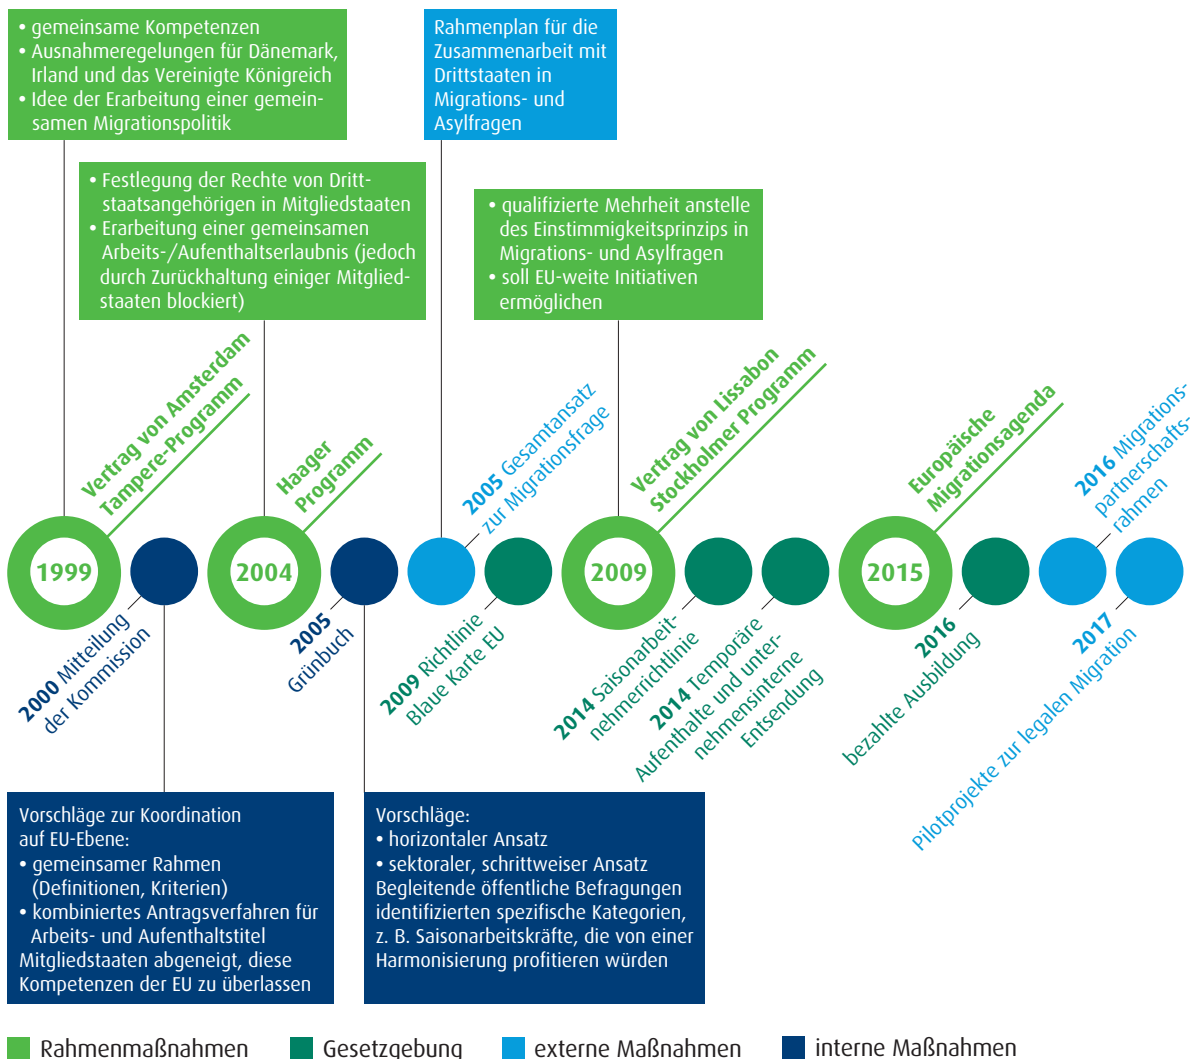 • gemeinsame Kompetenzen
• Ausnahmeregelungen für Dänemark,
Irland und das Vereinigte Königreich
• Idee der Erarbeitung einer gemein-
samen Migrationspolitik
Rahmenplan für die
Zusammenarbeit mit
Drittstaaten in
Migrations- und
Asylfragen
• Festlegung der Rechte von Dritt-
staatsangehörigen in Mitgliedstaaten
• Erarbeitung einer gemeinsamen
Arbeits-/Aufenthaltserlaubnis (jedoch
durch Zurückhaltung einiger Mitglied-
staaten blockiert)
• qualifizierte Mehrheit anstelle
des Einstimmigkeitsprinzips in
Migrations- und Asylfragen
• soll EU-weite Initiativen
ermöglichen
Vertrag von Amsterdam
Tampere-Programm
Haager
Programm
2005 Gesamtansatz
zur Migrationsfrage
Vertrag von Lissabon
Stockholmer Programm
Europäische
Migrationsagenda
2016 Migrations-
partnerschafts-
rahmen
1999
2004
2009
2015
2000 Mitteilung
der Kommission
2005
Grünbuch
2009 Richtlinie
Blaue Karte EU
2014 Saisonarbeit-
nehmerrichtlinie
2014 Temporäre
Aufenthalte und unter-
nehmensinterne
Entsendung
2016
bezahlte Ausbildung
2017
Pilotprojekte zur legalen Migration
Vorschläge zur Koordination
auf EU-Ebene:
• gemeinsamer Rahmen
(Definitionen, Kriterien)
• kombiniertes Antragsverfahren für
Arbeits- und Aufenthaltstitel
Mitgliedstaaten abgeneigt, diese
Kompetenzen der EU zu überlassen
Vorschläge:
• horizontaler Ansatz
• sektoraler, schrittweiser Ansatz
Begleitende öffentliche Befragungen
identifizierten spezifische Kategorien,
z. B. Saisonarbeitskräfte, die von einer
Harmonisierung profitieren würden
Rahmenmaßnahmen
Gesetzgebung
externe Maßnahmen
interne Maßnahmen